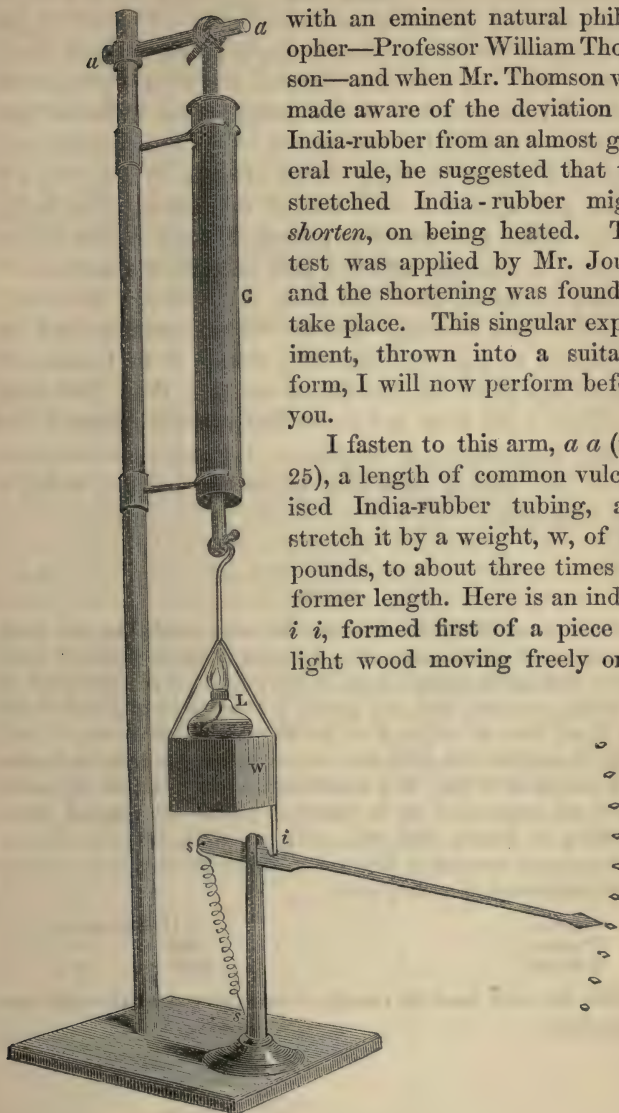 with an eminent natural phil
opher—Professor William Tho
son—and when Mr. Thomson w
made aware of the deviation
India-rubber from an almost g
eral rule, he suggested that t
stretched India-rubber mig
shorten, on being heated. T
test was applied by Mr. Jou
and the shortening was found
take place. This singular exp
iment, thrown into a suita
form, I will now perform bef
you.
I fasten to this arm, a a (
25), a length of common vulc
ised India-rubber tubing, a
stretch it by a weight, w, of
pounds, to about three times
former length. Here is an ind
i i, formed first of a piece
light wood moving freely o
a
a
C
L
W
i
s
s